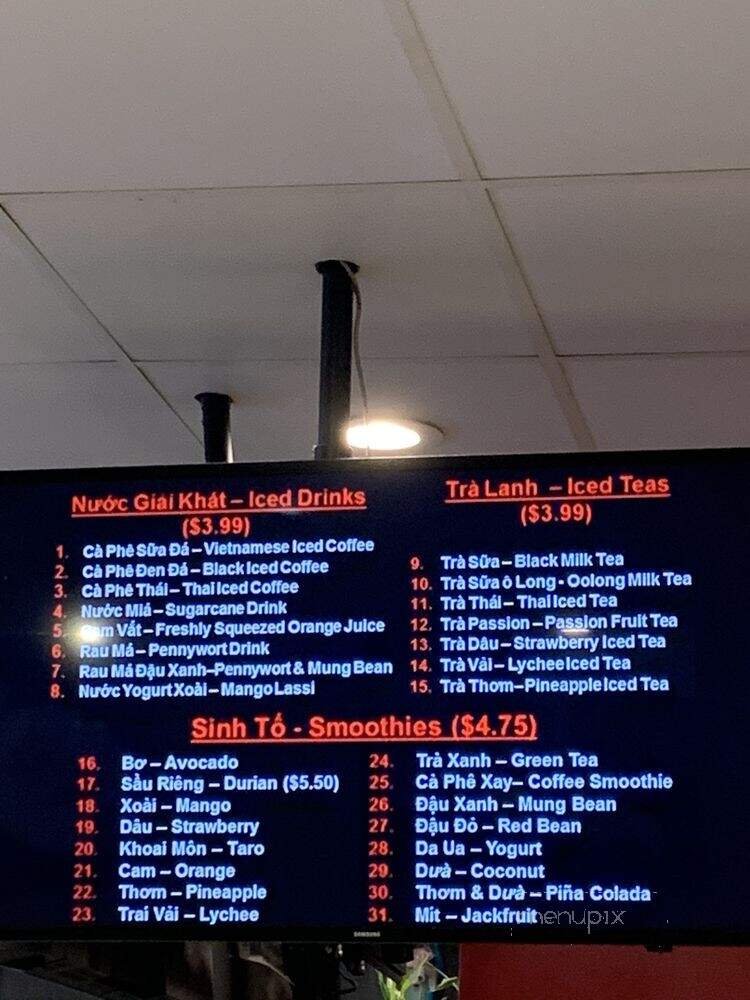 Nước Giải Khát – Iced Drinks
($3.99)
1. Cà Phê Sữa Đá – Vietnamese Iced Coffee
2. Cà Phê Đen Đá – Black Iced Coffee
3. Cà Phê Thái – Thai Iced Coffee
4. Nước Miá – Sugarcane Drink
5. Cam Vắt – Freshly Squeezed Orange Juice
6. Rau Má – Pennywort Drink
7. Rau Má Đậu Xanh–Pennywort & Mung Bean
8. Nước Yogurt Xoài – Mango Lassi
Trà Lanh – Iced Teas
($3.99)
9. Trà Sữa – Black Milk Tea
10. Trà Sữa ô Long - Oolong Milk Tea
11. Trà Thái – Thai Iced Tea
12. Trà Passion – Passion Fruit Tea
13. Trà Dâu – Strawberry Iced Tea
14. Trà Vải – Lychee Iced Tea
15. Trà Thơm–Pineapple Iced Tea
Sinh Tố - Smoothies ($4.75)
16. Bơ – Avocado
17. Sầu Riêng – Durian ($5.50)
18. Xoài – Mango
19. Dâu – Strawberry
20. Khoai Môn – Taro
21. Cam – Orange
22. Thơm – Pineapple
23. Trai Vải – Lychee
24. Trà Xanh – Green Tea
25. Cà Phê Xay– Coffee Smoothie
26. Đậu Xanh – Mung Bean
27. Đậu Đỏ – Red Bean
28. Da Ua – Yogurt
29. Dưà – Coconut
30. Thơm & Dưà – Piña Colada
31. Mit – Jackfruit
menupix
SAMSUNG